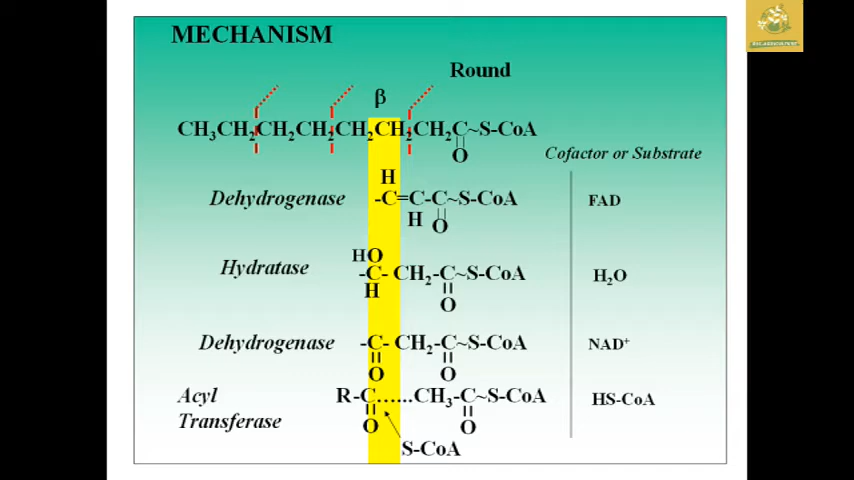 MECHANISM
Round
β
CH3CH2CH2CH2CH2CH2CH2C~S-CoA
O
Cofactor or Substrate
H
Dehydrogenase -C=C-C~S-CoA FAD
H O
HO
Hydratase -C- CH2-C~S-CoA H2O
H O
Dehydrogenase -C- CH2-C~S-CoA NAD+
O O
Acyl R-C......CH3-C~S-CoA HS-CoA
Transferase O O
S-CoA